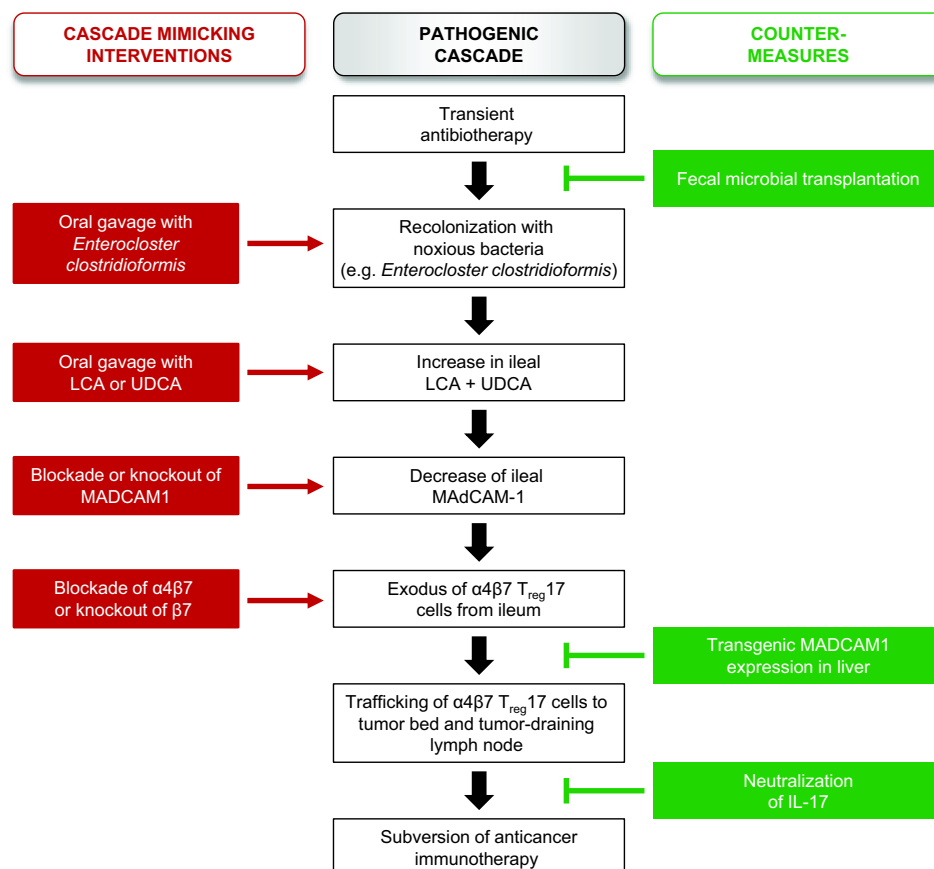 CASCADE MIMICKING
INTERVENTIONS
PATHOGENIC
CASCADE
COUNTER-
MEASURES
Transient
antibiotherapy
Fecal microbial transplantation
Oral gavage with
Enterocloster
clostridioformis
Recolonization with
noxious bacteria
(e.g. Enterocloster clostridioformis)
Oral gavage with
LCA or UDCA
Increase in ileal
LCA + UDCA
Blockade or knockout of
MADCAM1
Decrease of ileal
MAdCAM-1
Blockade of α4β7
or knockout of β7
Exodus of α4β7 Treg17
cells from ileum
Transgenic MADCAM1
expression in liver
Trafficking of α4β7 Treg17 cells to
tumor bed and tumor-draining
lymph node
Neutralization
of IL-17
Subversion of anticancer
immunotherapy